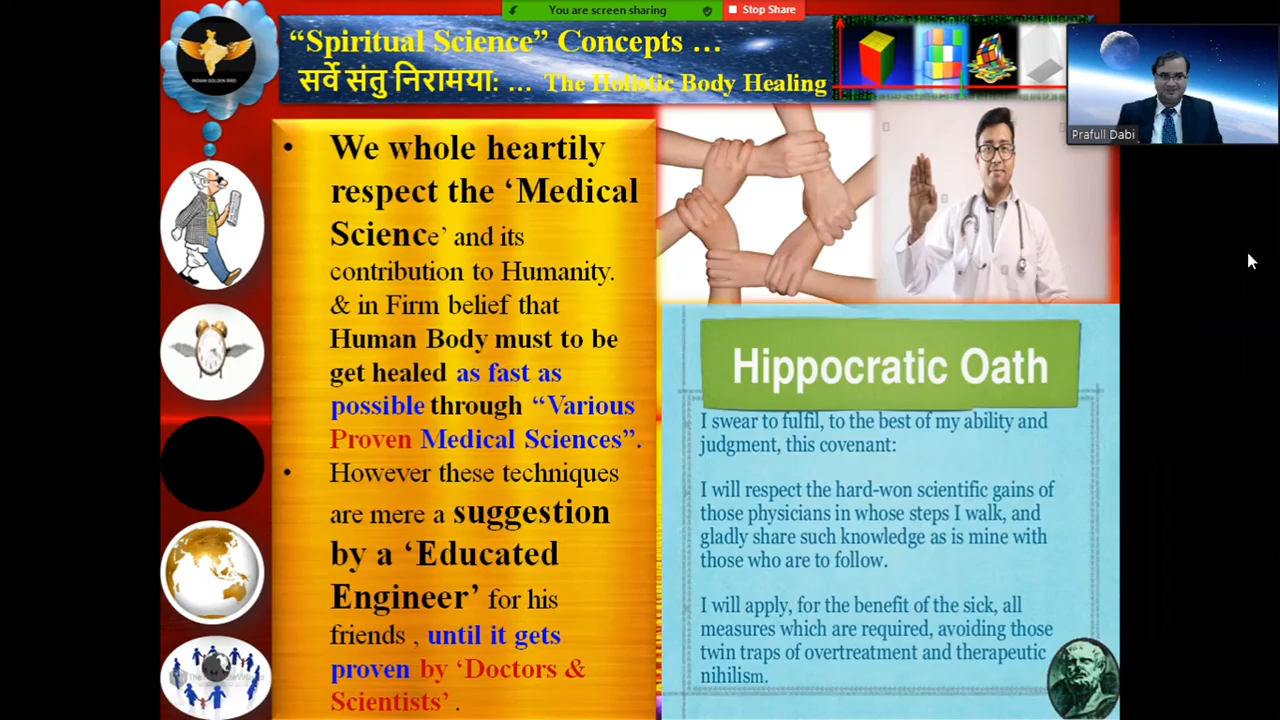 You are screen sharing
Stop Share
“Spiritual Science” Concepts …
सर्वे संतु निरामयाः … The Holistic Body Healing
INDIAN GOLDEN BIRD
Prafull Dabi
• We whole heartily
respect the ‘Medical
Science’ and its
contribution to Humanity.
& in Firm belief that
Human Body must to be
get healed as fast as
possible through “Various
Proven Medical Sciences”.
• However these techniques
are mere a suggestion
by a ‘Educated
Engineer’ for his
friends , until it gets
proven by ‘Doctors &
Scientists’ .
Hippocratic Oath
I swear to fulfil, to the best of my ability and
judgment, this covenant:
I will respect the hard-won scientific gains of
those physicians in whose steps I walk, and
gladly share such knowledge as is mine with
those who are to follow.
I will apply, for the benefit of the sick, all
measures which are required, avoiding those
twin traps of overtreatment and therapeutic
nihilism.